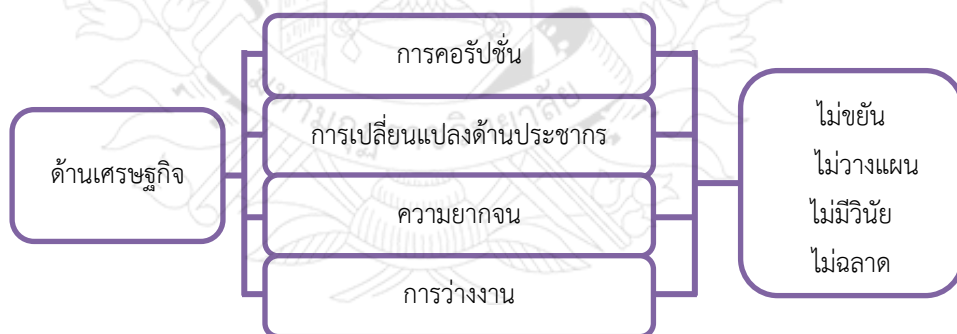 ด้านเศรษฐกิจ
การคอรัปชั่น
การเปลี่ยนแปลงด้านประชากร
ความยากจน
การว่างงาน
ไม่ขยัน
ไม่วางแผน
ไม่มีวินัย
ไม่ฉลาด